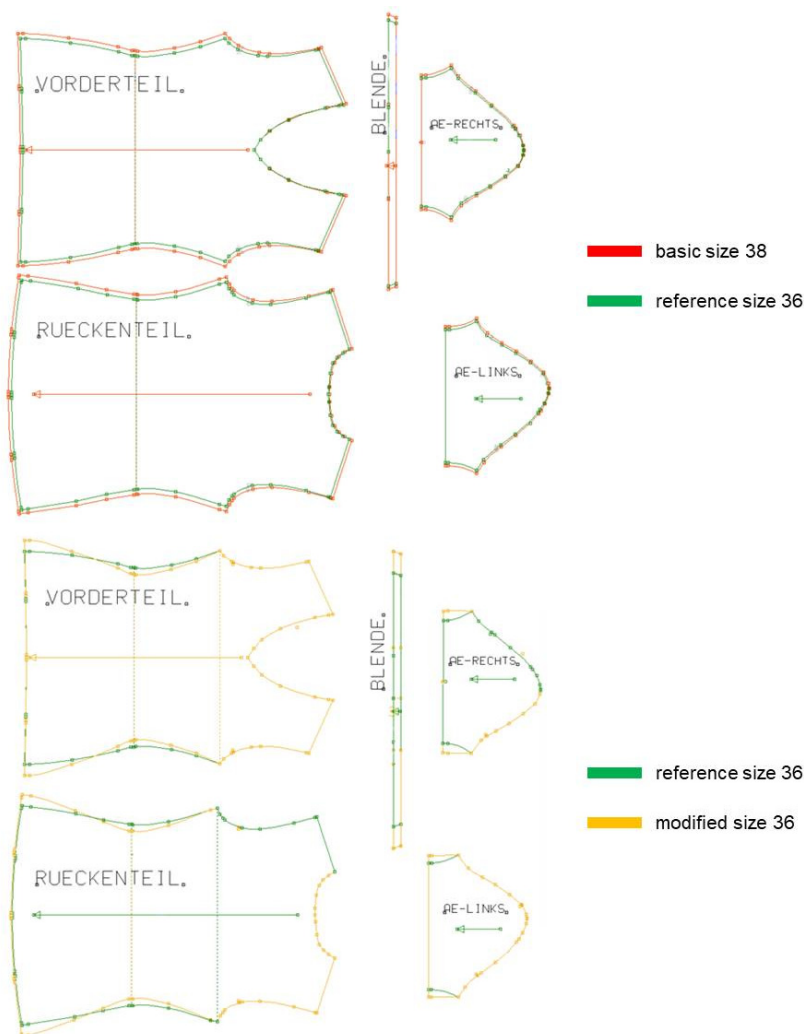 VORDERTEIL
BLENDE
AE-RECHTS
basic size 38
reference size 36
RUECKENTEIL
AE-LINKS
VORDERTEIL
BLENDE
AE-RECHTS
reference size 36
modified size 36
RUECKENTEIL
AE-LINKS